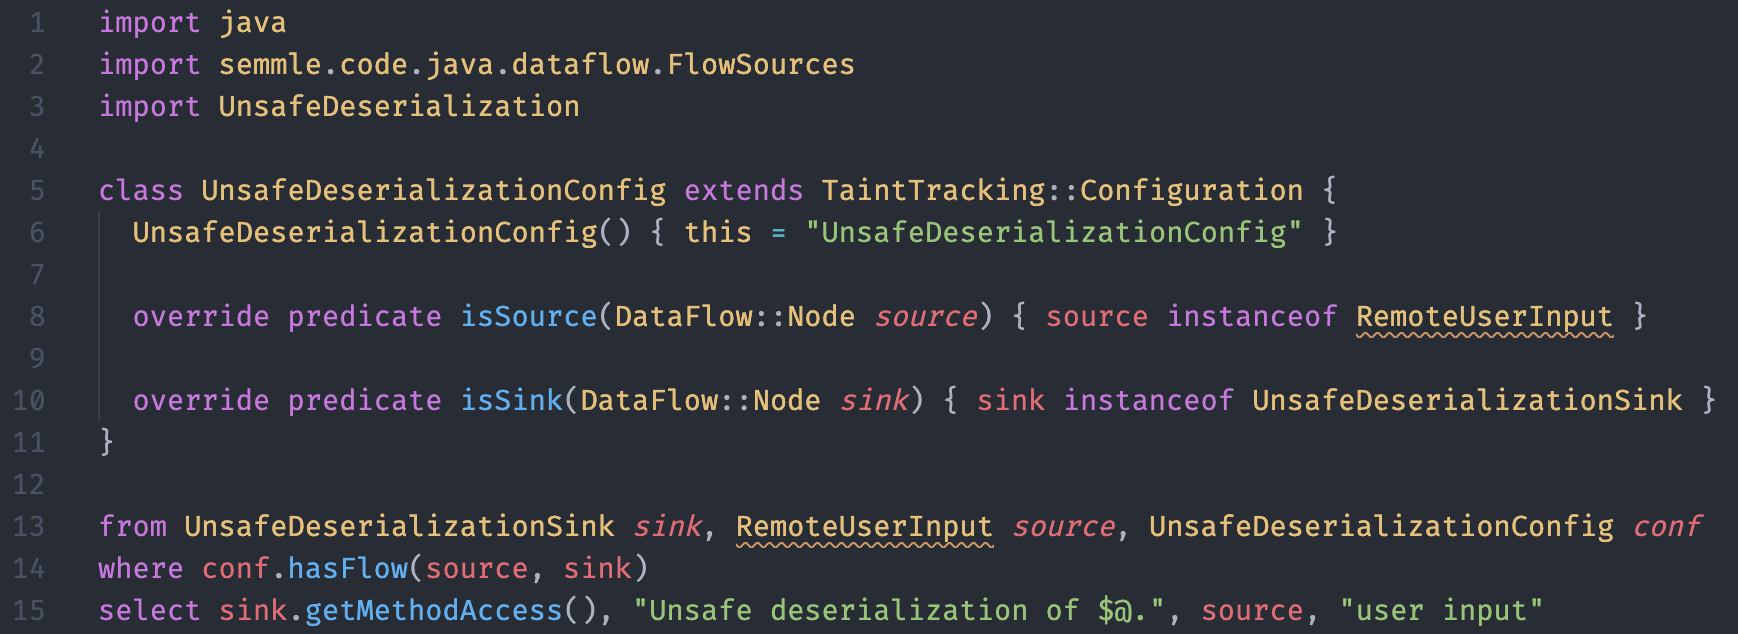 1 import java
2 import semmle.code.java.dataflow.FlowSources
3 import UnsafeDeserialization
4
5 class UnsafeDeserializationConfig extends TaintTracking::Configuration {
6 UnsafeDeserializationConfig() { this = "UnsafeDeserializationConfig" }
7
8 override predicate isSource(DataFlow::Node source) { source instanceof RemoteUserInput }
9
10 override predicate isSink(DataFlow::Node sink) { sink instanceof UnsafeDeserializationSink }
11 }
12
13 from UnsafeDeserializationSink sink, RemoteUserInput source, UnsafeDeserializationConfig conf
14 where conf.hasFlow(source, sink)
15 select sink.getMethodAccess(), "Unsafe deserialization of $@.", source, "user input"